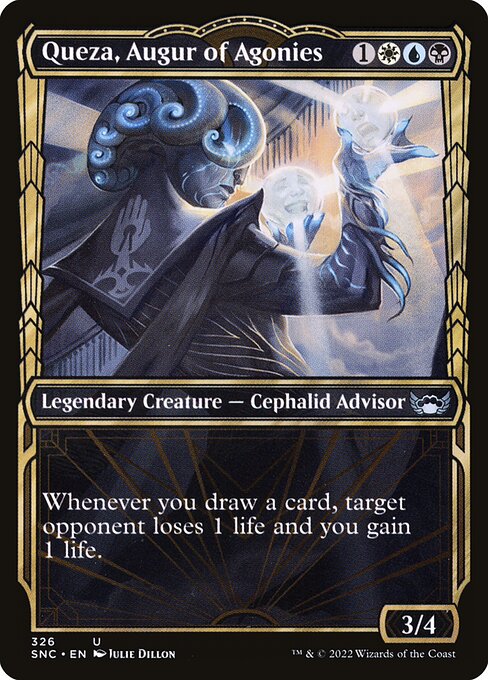 Queza, Augur of Agonies 1
Legendary Creature — Cephalid Advisor
Whenever you draw a card, target
opponent loses 1 life and you gain
1 life.
3/4
326 U
SNC • EN Julie Dillon
™ & © 2022 Wizards of the Coast